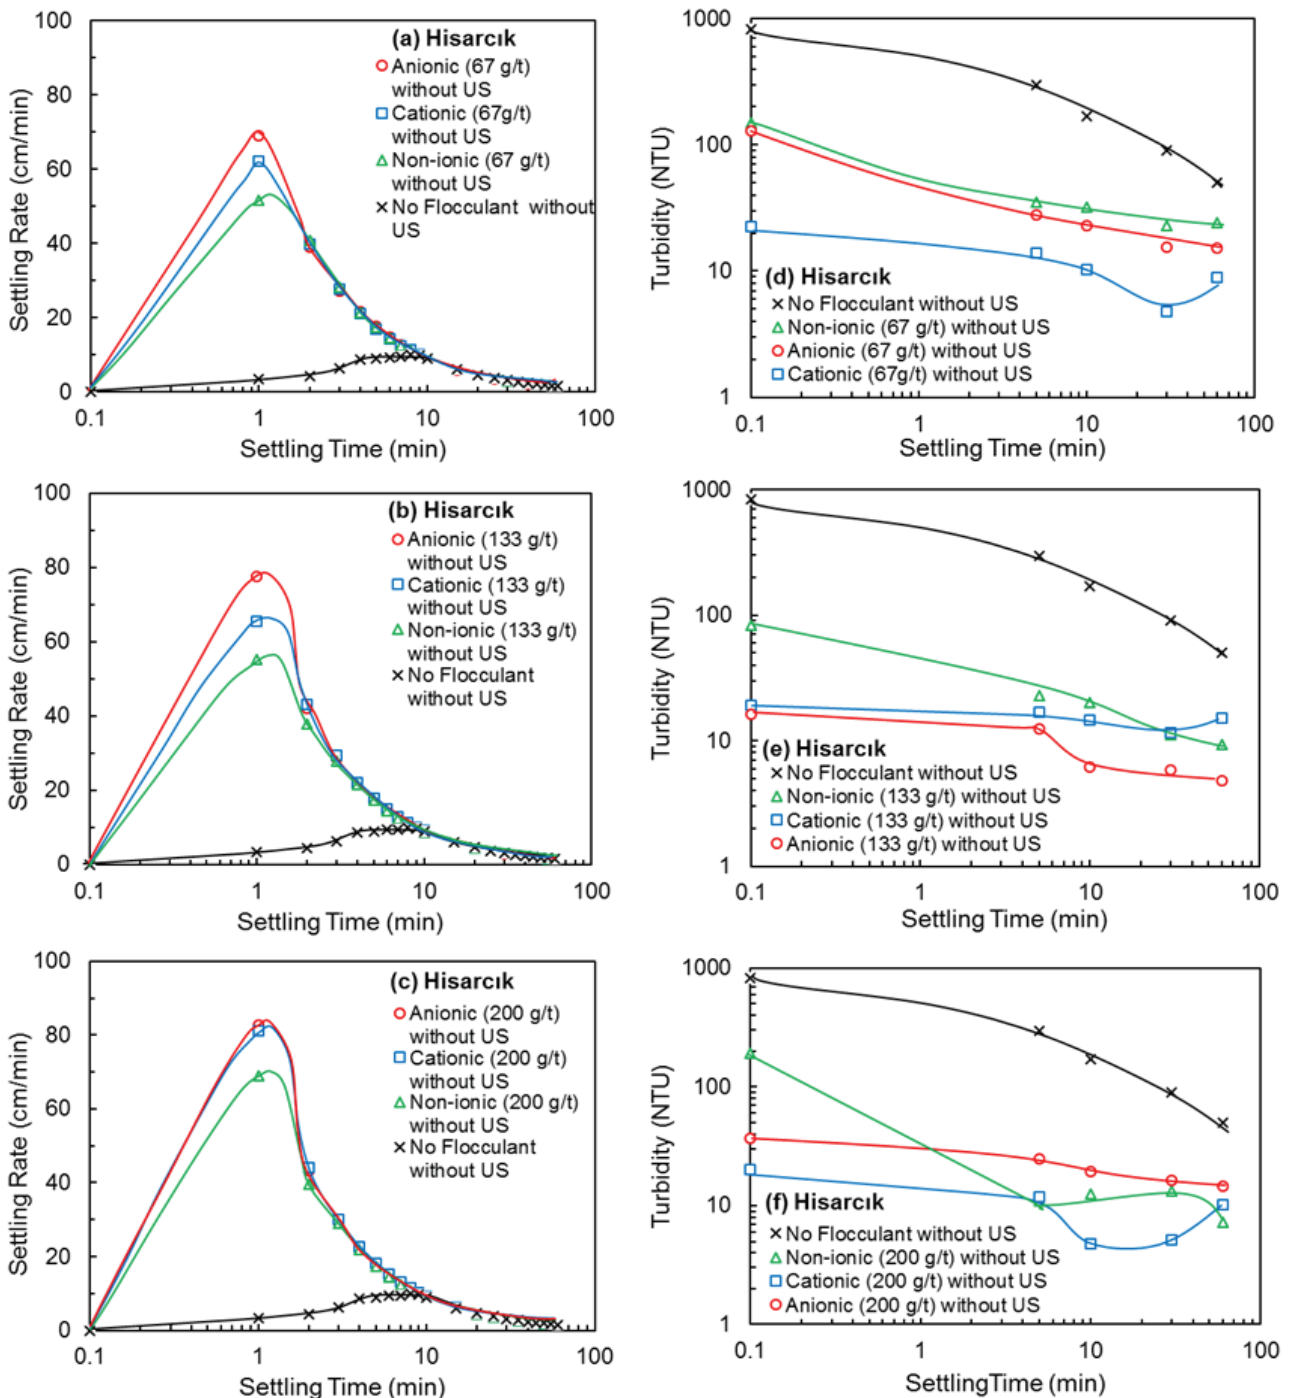 100
80
60
40
20
0
Settling Rate (cm/min)
(a) Hisarcık
Anionic (67 g/t)
without US
Cationic (67g/t)
without US
Non-ionic (67 g/t)
without US
No Flocculant without
US
0.1
1
10
100
Settling Time (min)
1000
100
10
1
Turbidity (NTU)
(d) Hisarcık
No Flocculant without US
Non-ionic (67 g/t) without US
Anionic (67 g/t) without US
Cationic (67g/t) without US
0.1
1
10
100
Settling Time (min)
100
80
60
40
20
0
Settling Rate (cm/min)
(b) Hisarcık
Anionic (133 g/t)
without US
Cationic (133 g/t)
without US
Non-ionic (133 g/t)
without US
No Flocculant
without US
0.1
1
10
100
Settling Time (min)
1000
100
10
1
Turbidity (NTU)
(e) Hisarcık
No Flocculant without US
Non-ionic (133 g/t) without US
Cationic (133 g/t) without US
Anionic (133 g/t) without US
0.1
1
10
100
Settling Time (min)
100
80
60
40
20
0
Settling Rate (cm/min)
(c) Hisarcık
Anionic (200 g/t)
without US
Cationic (200 g/t)
without US
Non-ionic (200 g/t)
without US
No Flocculant
without US
0.1
1
10
100
Settling Time (min)
1000
100
10
1
Turbidity (NTU)
(f) Hisarcık
No Flocculant without US
Non-ionic (200 g/t) without US
Cationic (200 g/t) without US
Anionic (200 g/t) without US
0.1
1
10
100
SettlingTime (min)